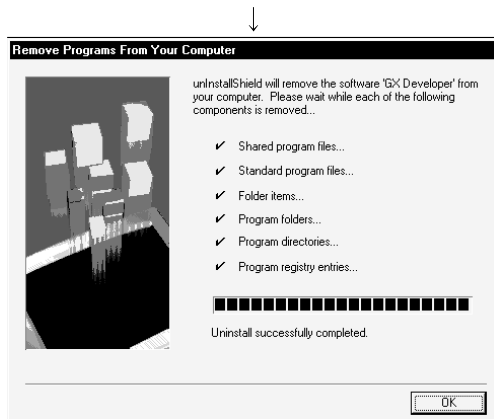 Remove Programs From Your Computer
unInstallShield will remove the software 'GX Developer' from
your computer. Please wait while each of the following
components is removed...
Shared program files...
Standard program files...
Folder items...
Program folders...
Program directories...
Program registry entries...
Uninstall successfully completed.
OK